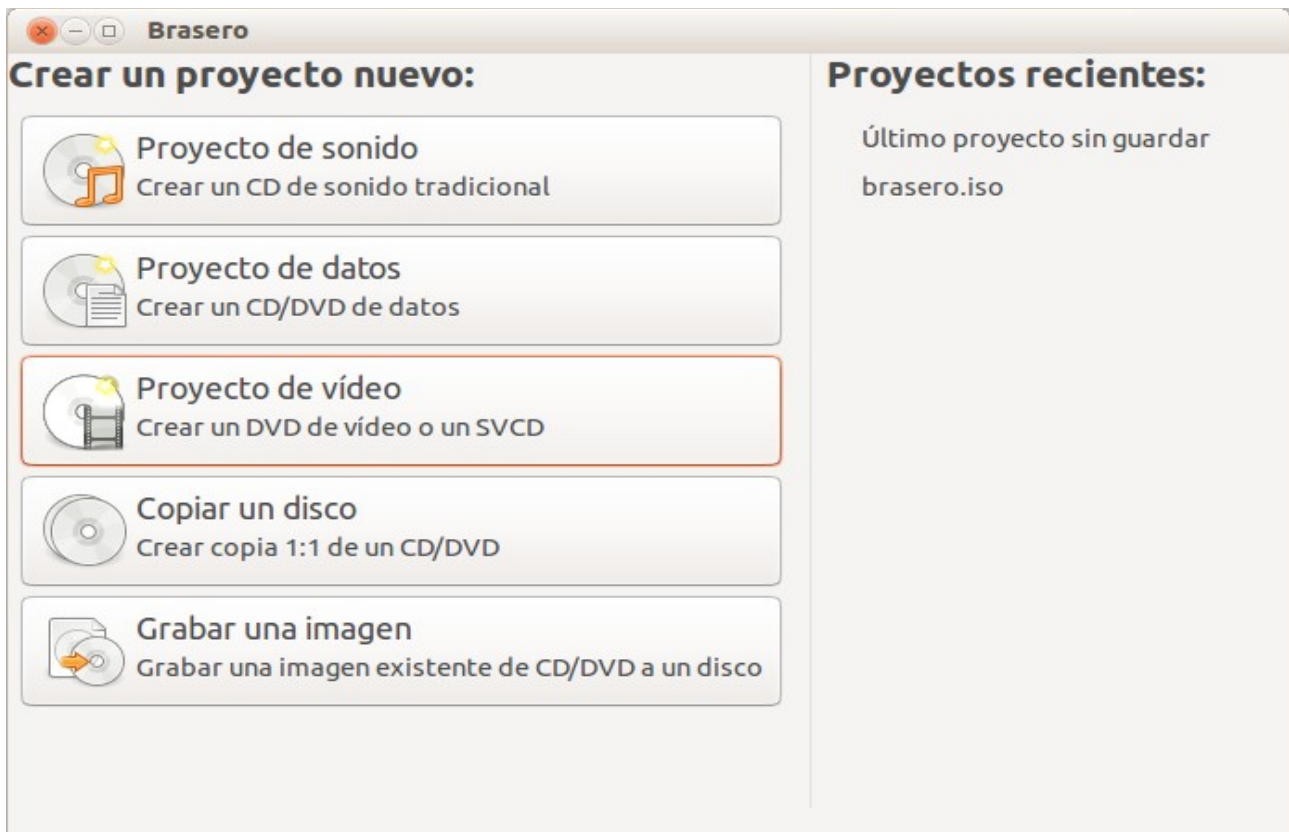 Brasero
Crear un proyecto nuevo:
Proyecto de sonido
Crear un CD de sonido tradicional
Proyecto de datos
Crear un CD/DVD de datos
Proyecto de vídeo
Crear un DVD de vídeo o un SVCD
Copiar un disco
Crear copia 1:1 de un CD/DVD
Grabar una imagen
Grabar una imagen existente de CD/DVD a un disco
Proyectos recientes:
Último proyecto sin guardar
brasero.iso